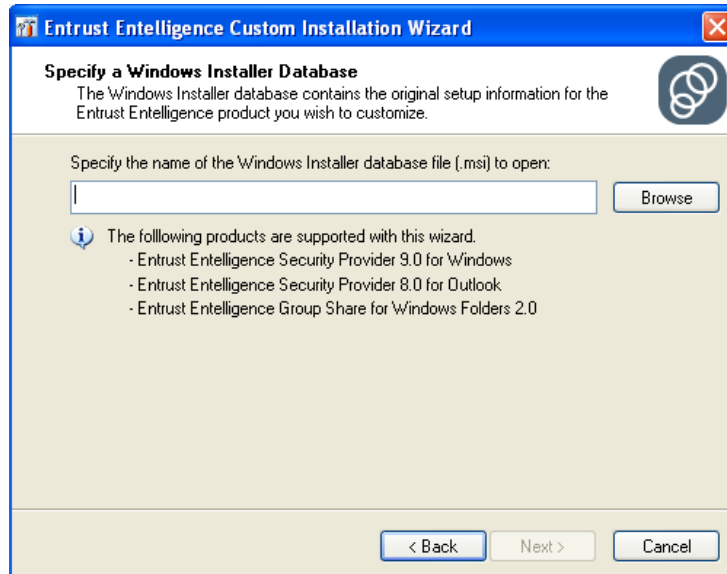 Entrust Entelligence Custom Installation Wizard
Specify a Windows Installer Database
The Windows Installer database contains the original setup information for the
Entrust Entelligence product you wish to customize.
Specify the name of the Windows Installer database file (.msi) to open:
Browse
The folllowing products are supported with this wizard.
- Entrust Entelligence Security Provider 9.0 for Windows
- Entrust Entelligence Security Provider 8.0 for Outlook
- Entrust Entelligence Group Share for Windows Folders 2.0
< Back
Next >
Cancel